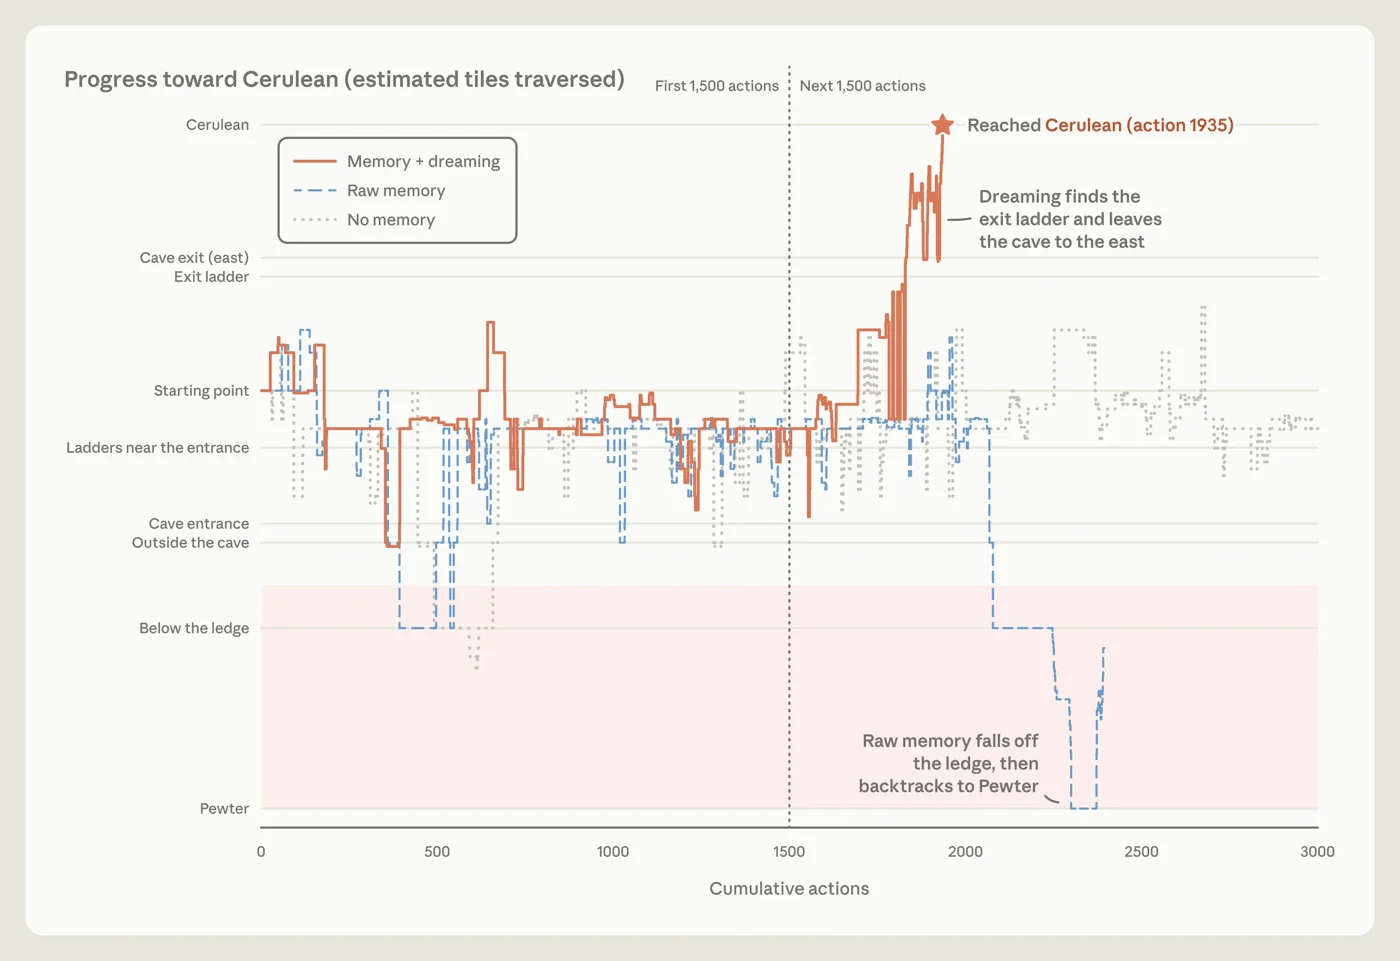 Progress toward Cerulean (estimated tiles traversed)
First 1,500 actions
Next 1,500 actions
Cerulean
Reached Cerulean (action 1935)
Memory + dreaming
Raw memory
No memory
Dreaming finds the
exit ladder and leaves
the cave to the east
Cave exit (east)
Exit ladder
Starting point
Ladders near the entrance
Cave entrance
Outside the cave
Below the ledge
Raw memory falls off
the ledge, then
backtracks to Pewter
Pewter
0 500 1000 1500 2000 2500 3000
Cumulative actions